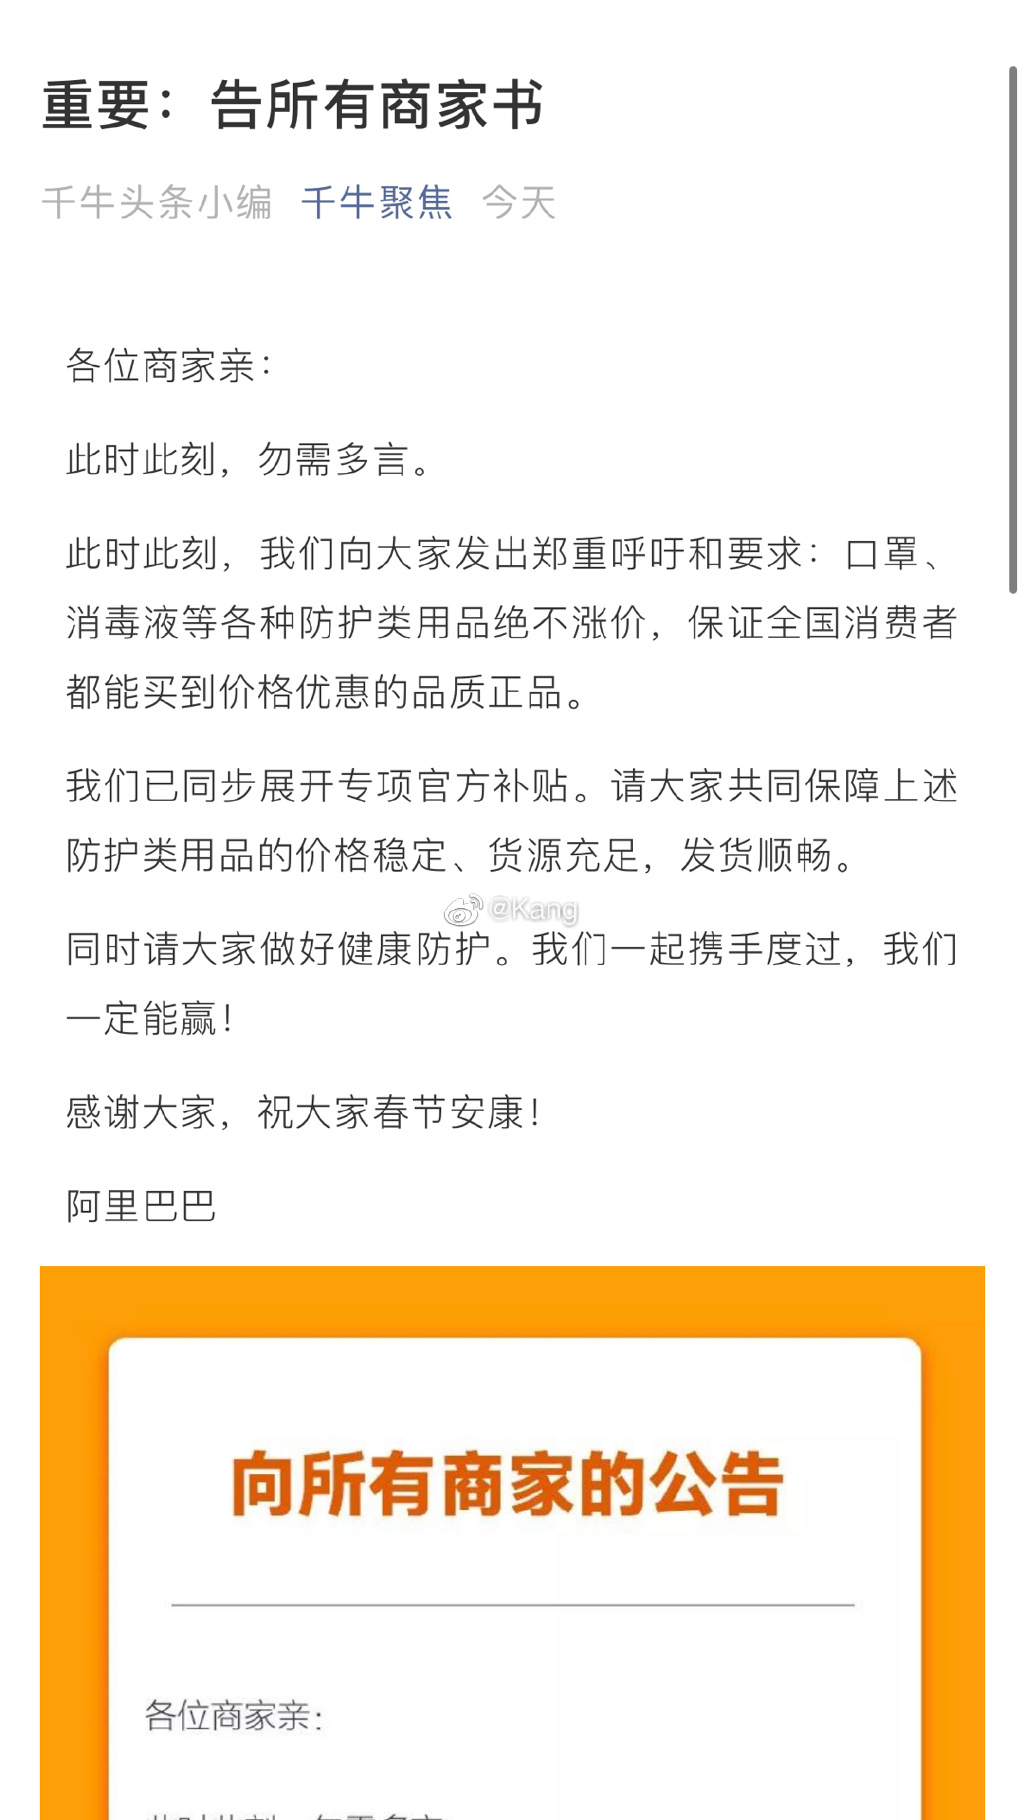 重要：告所有商家书
千牛头条小编 千牛聚焦 今天
各位商家亲：
此时此刻，勿需多言。
此时此刻，我们向大家发出郑重呼吁和要求：口罩、
消毒液等各种防护类用品绝不涨价，保证全国消费者
都能买到价格优惠的品质正品。
我们已同步展开专项官方补贴。请大家共同保障上述
防护类用品的价格稳定、货源充足，发货顺畅。
@Kang
同时请大家做好健康防护。我们一起携手度过，我们
一定能赢！
感谢大家，祝大家春节安康！
阿里巴巴
向所有商家的公告
各位商家亲：